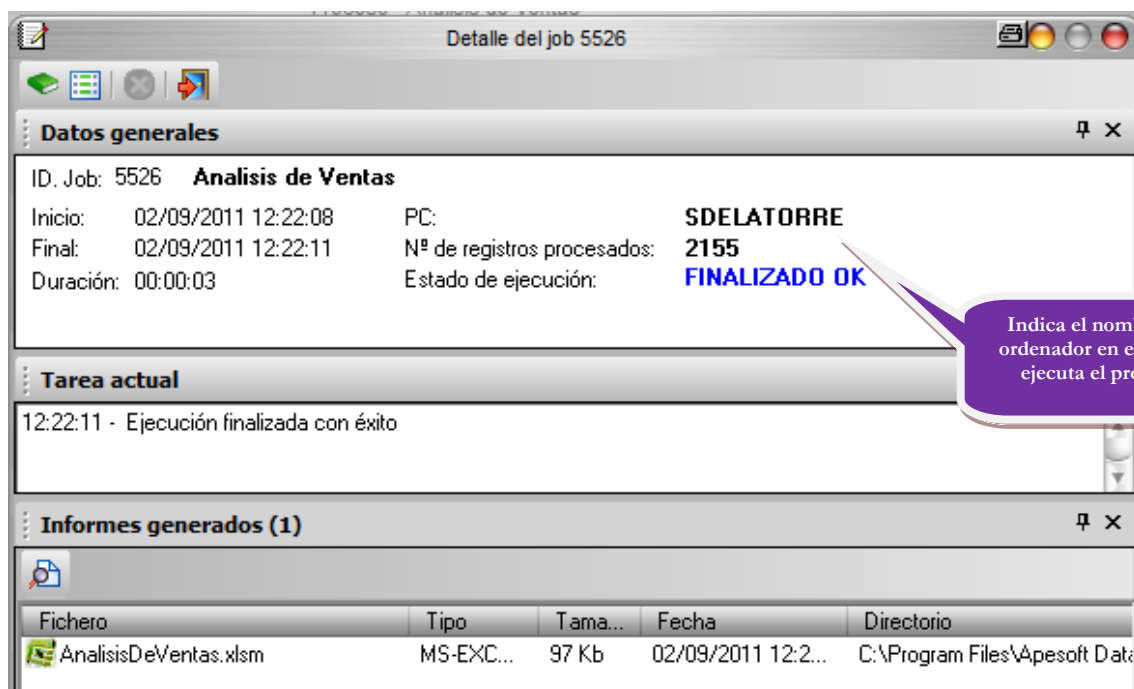 Detalle del job 5526
Datos generales
ID. Job: 5526 Analisis de Ventas
Inicio: 02/09/2011 12:22:08 PC: SDELATORRE
Final: 02/09/2011 12:22:11 Nº de registros procesados: 2155
Duración: 00:00:03 Estado de ejecución: FINALIZADO OK
Indica el nom
ordenador en e
ejecuta el pr
Tarea actual
12:22:11 - Ejecución finalizada con éxito
Informes generados (1)
Fichero Tipo Tama... Fecha Directorio
AnalisisDeVentas.xlsm MS-EXC... 97 Kb 02/09/2011 12:2... C:\Program Files\Apesoft Data